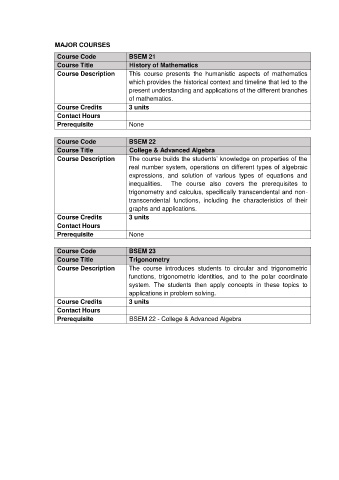 MAJOR COURSES
Course Code BSEM 21
Course Title History of Mathematics
Course Description This course presents the humanistic aspects of mathematics
which provides the historical context and timeline that led to the
present understanding and applications of the different branches
of mathematics.
Course Credits 3 units
Contact Hours
Prerequisite None
Course Code BSEM 22
Course Title College & Advanced Algebra
Course Description The course builds the students' knowledge on properties of the
real number system, operations on different types of algebraic
expressions, and solution of various types of equations and
inequalities. The course also covers the prerequisites to
trigonometry and calculus, specifically transcendental and non-
transcendental functions, including the characteristics of their
graphs and applications.
Course Credits 3 units
Contact Hours
Prerequisite None
Course Code BSEM 23
Course Title Trigonometry
Course Description The course introduces students to circular and trigonometric
functions, trigonometric identities, and to the polar coordinate
system. The students then apply concepts in these topics to
applications in problem solving.
Course Credits 3 units
Contact Hours
Prerequisite BSEM 22 - College & Advanced Algebra